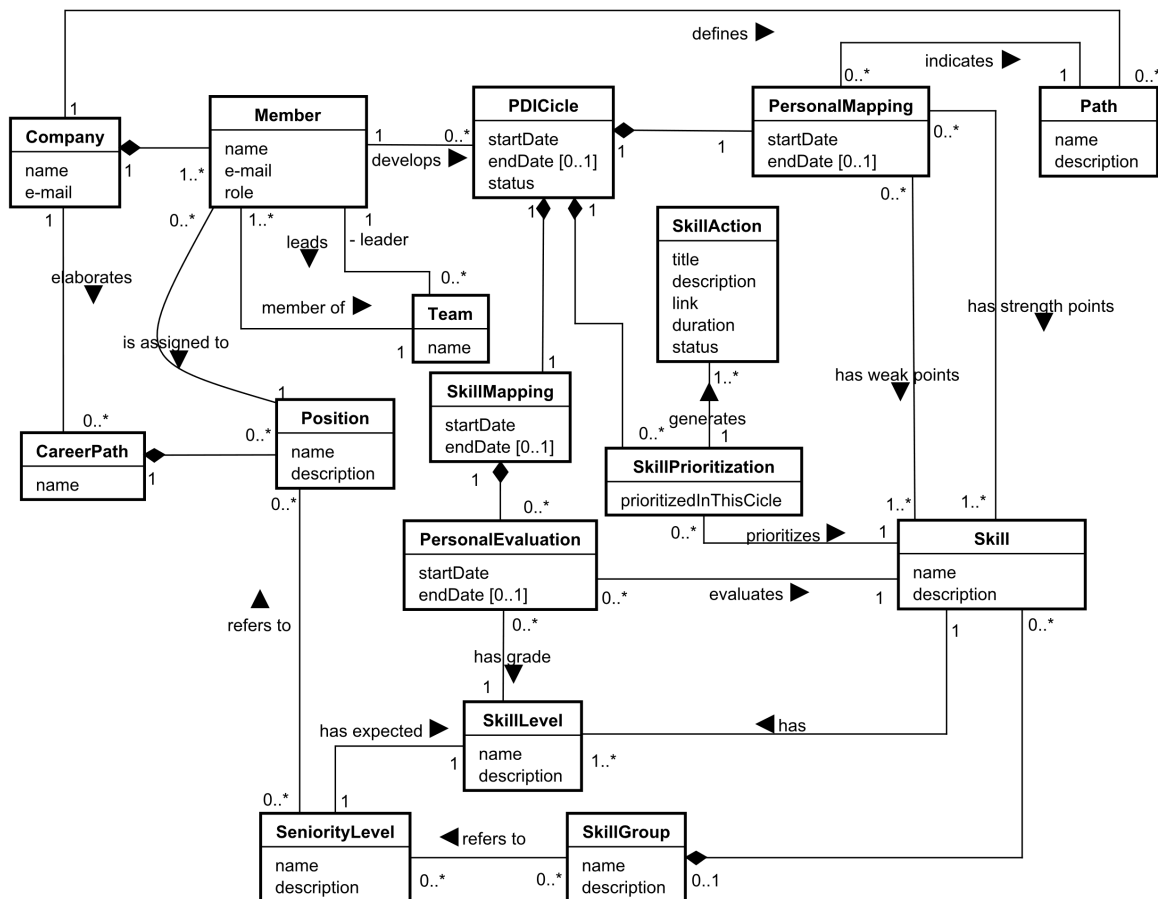 defines
indicates
0..*
1
0..*
1
Company
name
e-mail
1
1
1..*
Member
name
e-mail
role
1
develops
0..*
PDICicle
startDate
endDate [0..1]
status
1
1
PersonalMapping
startDate
endDate [0..1]
0..*
0..*
Path
name
description
1
elaborates
0..*
is assigned to
1..*
leads
1
- leader
member of
0..*
1
Team
name
1
1
SkillAction
title
description
link
duration
status
1..*
generates
1
has strength points
has weak points
1
SkillMapping
startDate
endDate [0..1]
1
0..*
0..*
CareerPath
name
1
0..*
1
Position
name
description
0..*
0..*
SkillPrioritization
prioritizedInThisCicle
0..*
prioritizes
1
1..*
1..*
Skill
name
description
PersonalEvaluation
startDate
endDate [0..1]
0..*
evaluates
1
refers to
0..*
has grade
1
1
0..*
SkillLevel
name
description
has expected
1
1..*
has
0..*
1
SeniorityLevel
name
description
refers to
0..*
0..*
SkillGroup
name
description
0..1